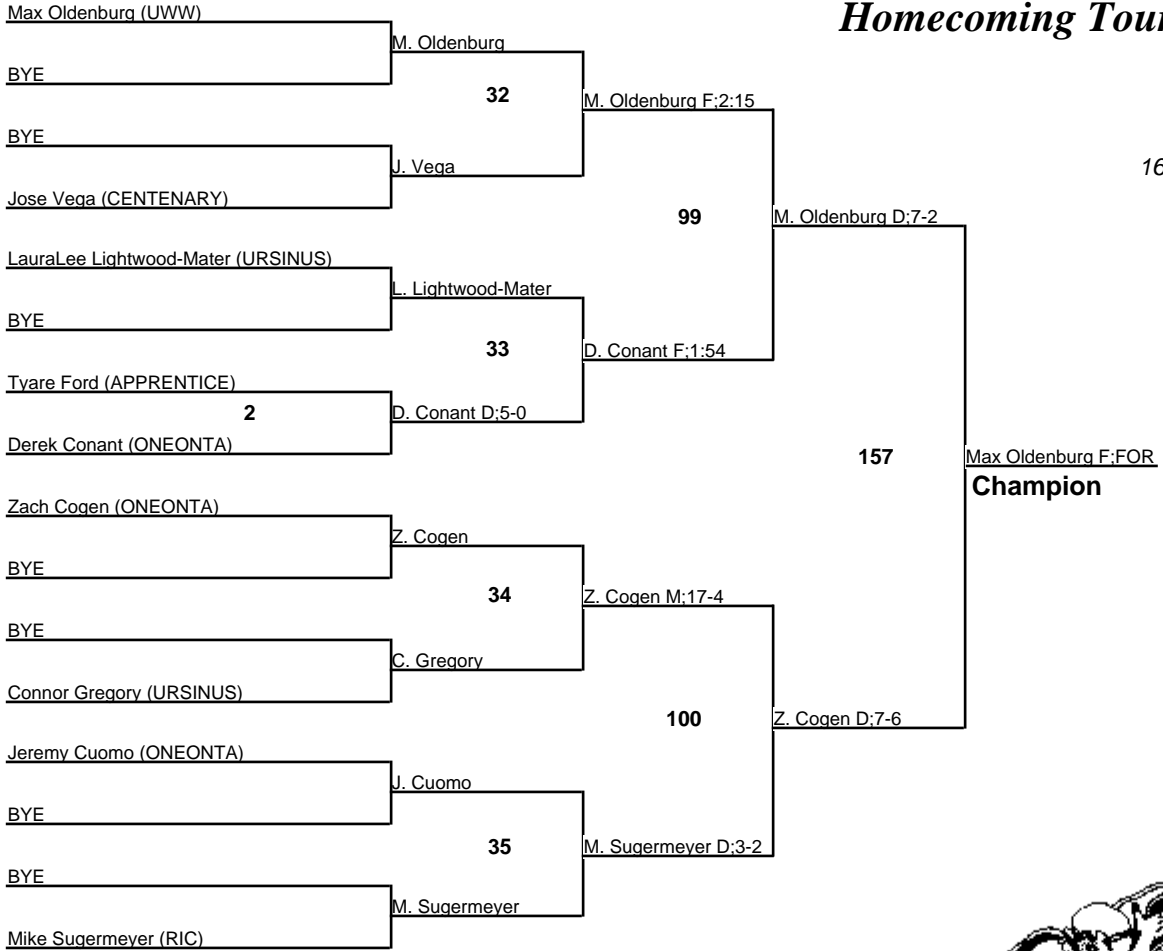 Homecoming Tour
16
Max Oldenburg (UWW)
M. Oldenburg
BYE
32
M. Oldenburg F;2:15
BYE
J. Vega
Jose Vega (CENTENARY)
99
M. Oldenburg D;7-2
LauraLee Lightwood-Mater (URSINUS)
L. Lightwood-Mater
BYE
33
D. Conant F;1:54
Tyare Ford (APPRENTICE)
2
D. Conant D;5-0
Derek Conant (ONEONTA)
157
Max Oldenburg F;FOR
Champion
Zach Cogen (ONEONTA)
Z. Cogen
BYE
34
Z. Cogen M;17-4
BYE
C. Gregory
Connor Gregory (URSINUS)
100
Z. Cogen D;7-6
Jeremy Cuomo (ONEONTA)
J. Cuomo
BYE
35
M. Sugermeyer D;3-2
BYE
M. Sugermeyer
Mike Sugermeyer (RIC)